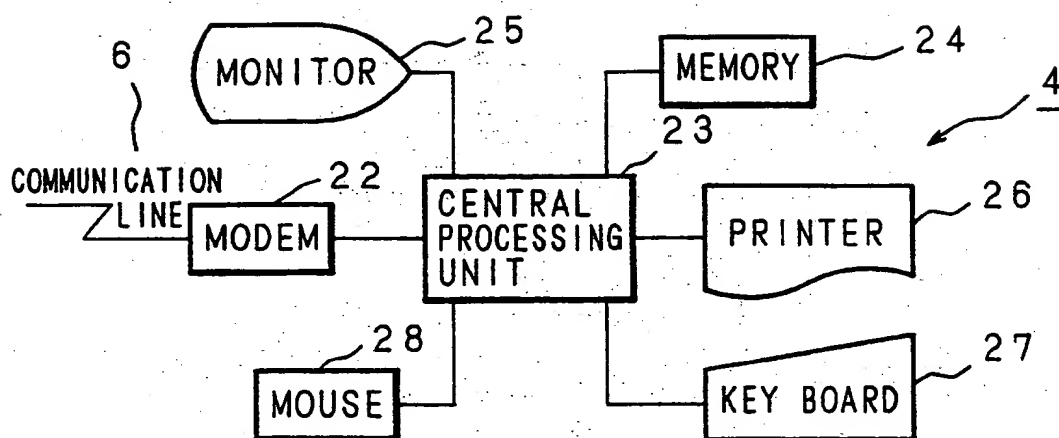 25
MONITOR
24
MEMORY
4
6
23
COMMUNICATION
LINE
22
MODEM
CENTRAL
PROCESSING
UNIT
26
PRINTER
28
MOUSE
27
KEY BOARD